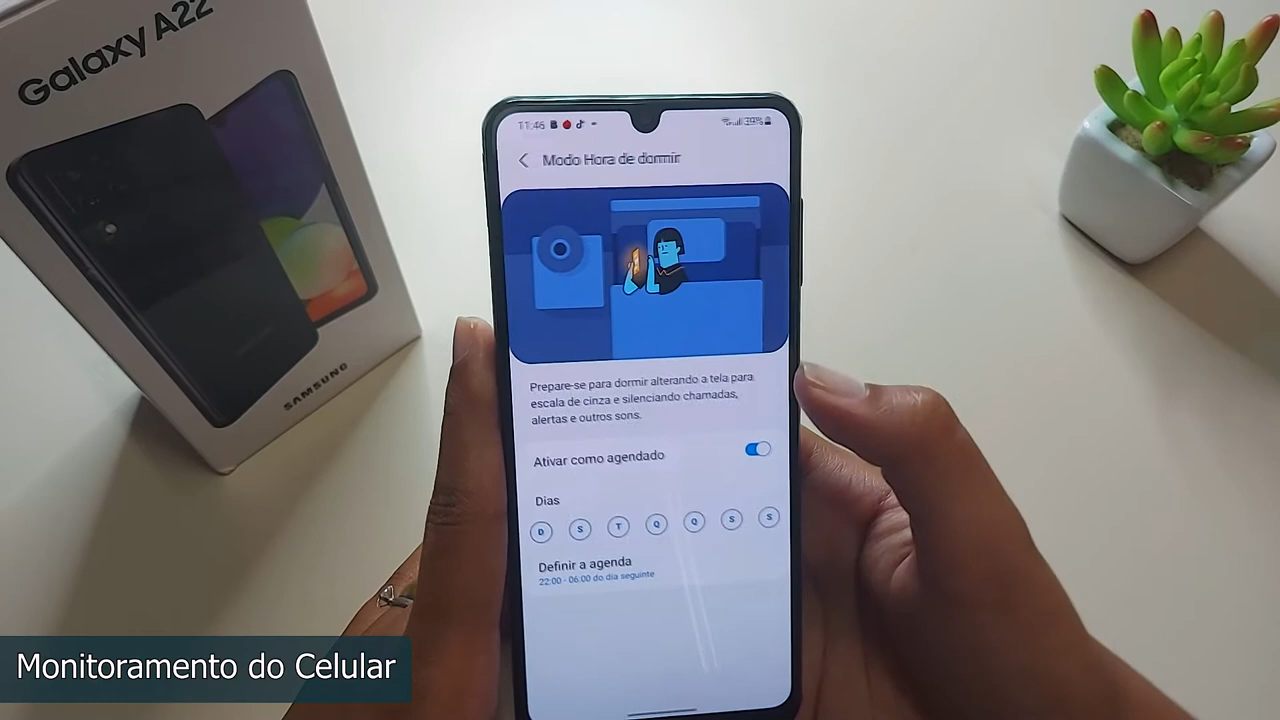 Galaxy A22
SAMSUNG
11:46
39%
Modo Hora de dormir
Prepare-se para dormir alterando a tela para
escala de cinza e silenciando chamadas,
alertas e outros sons.
Ativar como agendado
Dias
D S T Q Q S S
Definir a agenda
22:00 - 06:00 do dia seguinte
Monitoramento do Celular